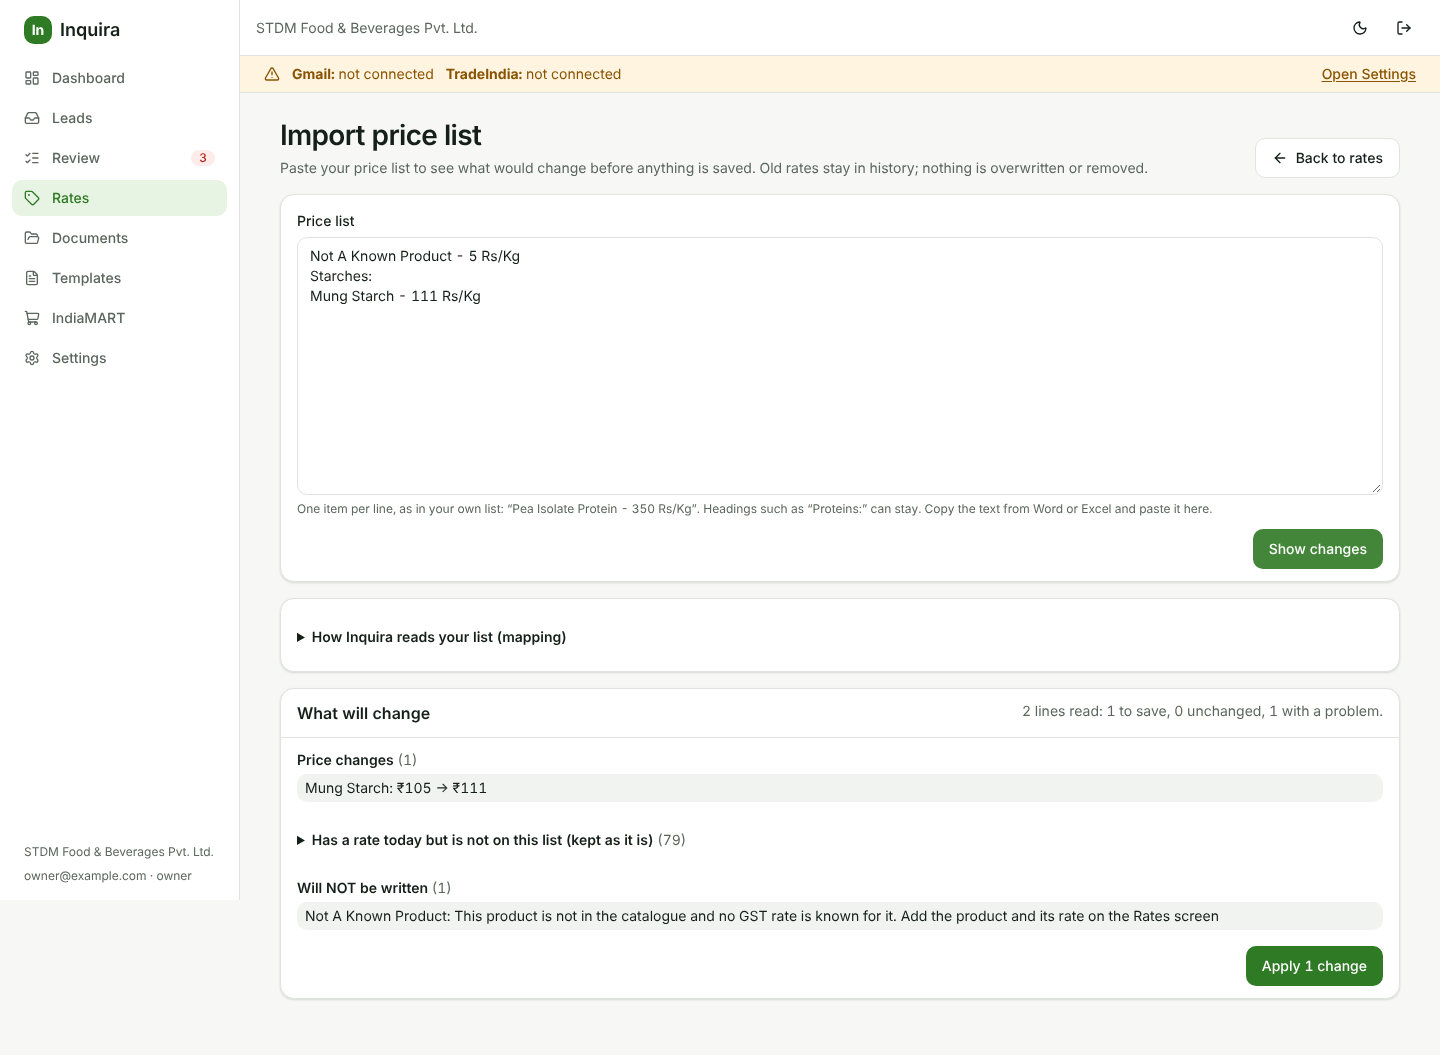 In Inquira
Dashboard
Leads
Review 3
Rates
Documents
Templates
IndiaMART
Settings
STDM Food & Beverages Pvt. Ltd.
owner@example.com · owner
STDM Food & Beverages Pvt. Ltd.
Gmail: not connected TradeIndia: not connected Open Settings
Import price list
Paste your price list to see what would change before anything is saved. Old rates stay in history; nothing is overwritten or removed.
Back to rates
Price list
Not A Known Product - 5 Rs/Kg
Starches:
Mung Starch - 111 Rs/Kg
One item per line, as in your own list: “Pea Isolate Protein - 350 Rs/Kg”. Headings such as “Proteins:” can stay. Copy the text from Word or Excel and paste it here.
Show changes
How Inquira reads your list (mapping)
What will change 2 lines read: 1 to save, 0 unchanged, 1 with a problem.
Price changes (1)
Mung Starch: ₹105 → ₹111
Has a rate today but is not on this list (kept as it is) (79)
Will NOT be written (1)
Not A Known Product: This product is not in the catalogue and no GST rate is known for it. Add the product and its rate on the Rates screen
Apply 1 change